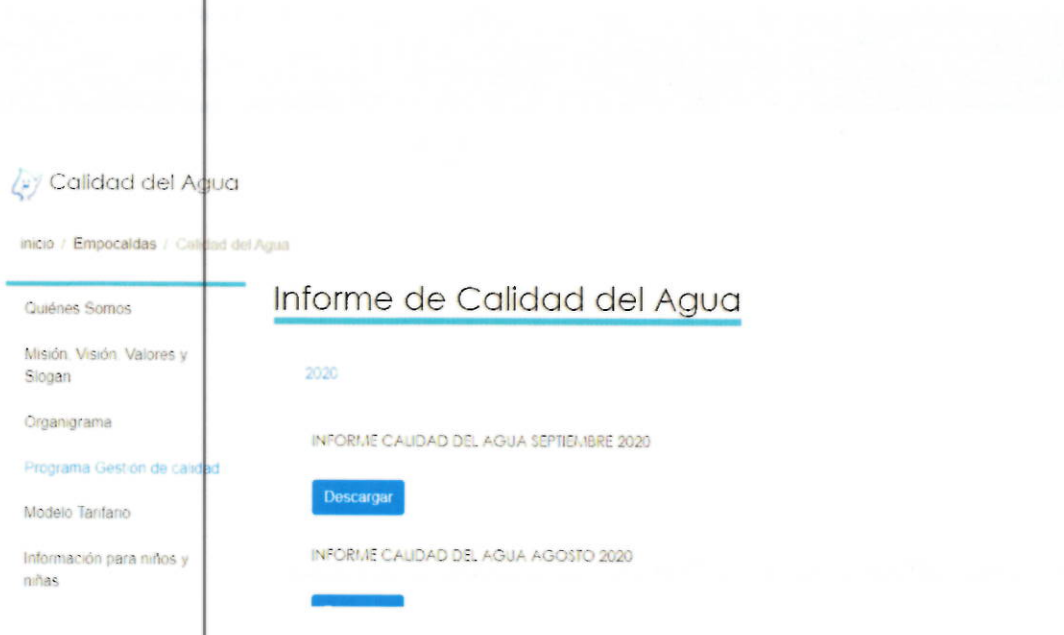 Calidad del Agua
inicio / Empocaldas / Calidad del Agua
Quiénes Somos
Misión, Visión, Valores y
Slogan
Organigrama
Programa Gestión de calidad
Modelo Tarifario
Información para niños y
niñas
Informe de Calidad del Agua
2020
INFORME CALIDAD DEL AGUA SEPTIEMBRE 2020
Descargar
INFORME CALIDAD DEL AGUA AGOSTO 2020